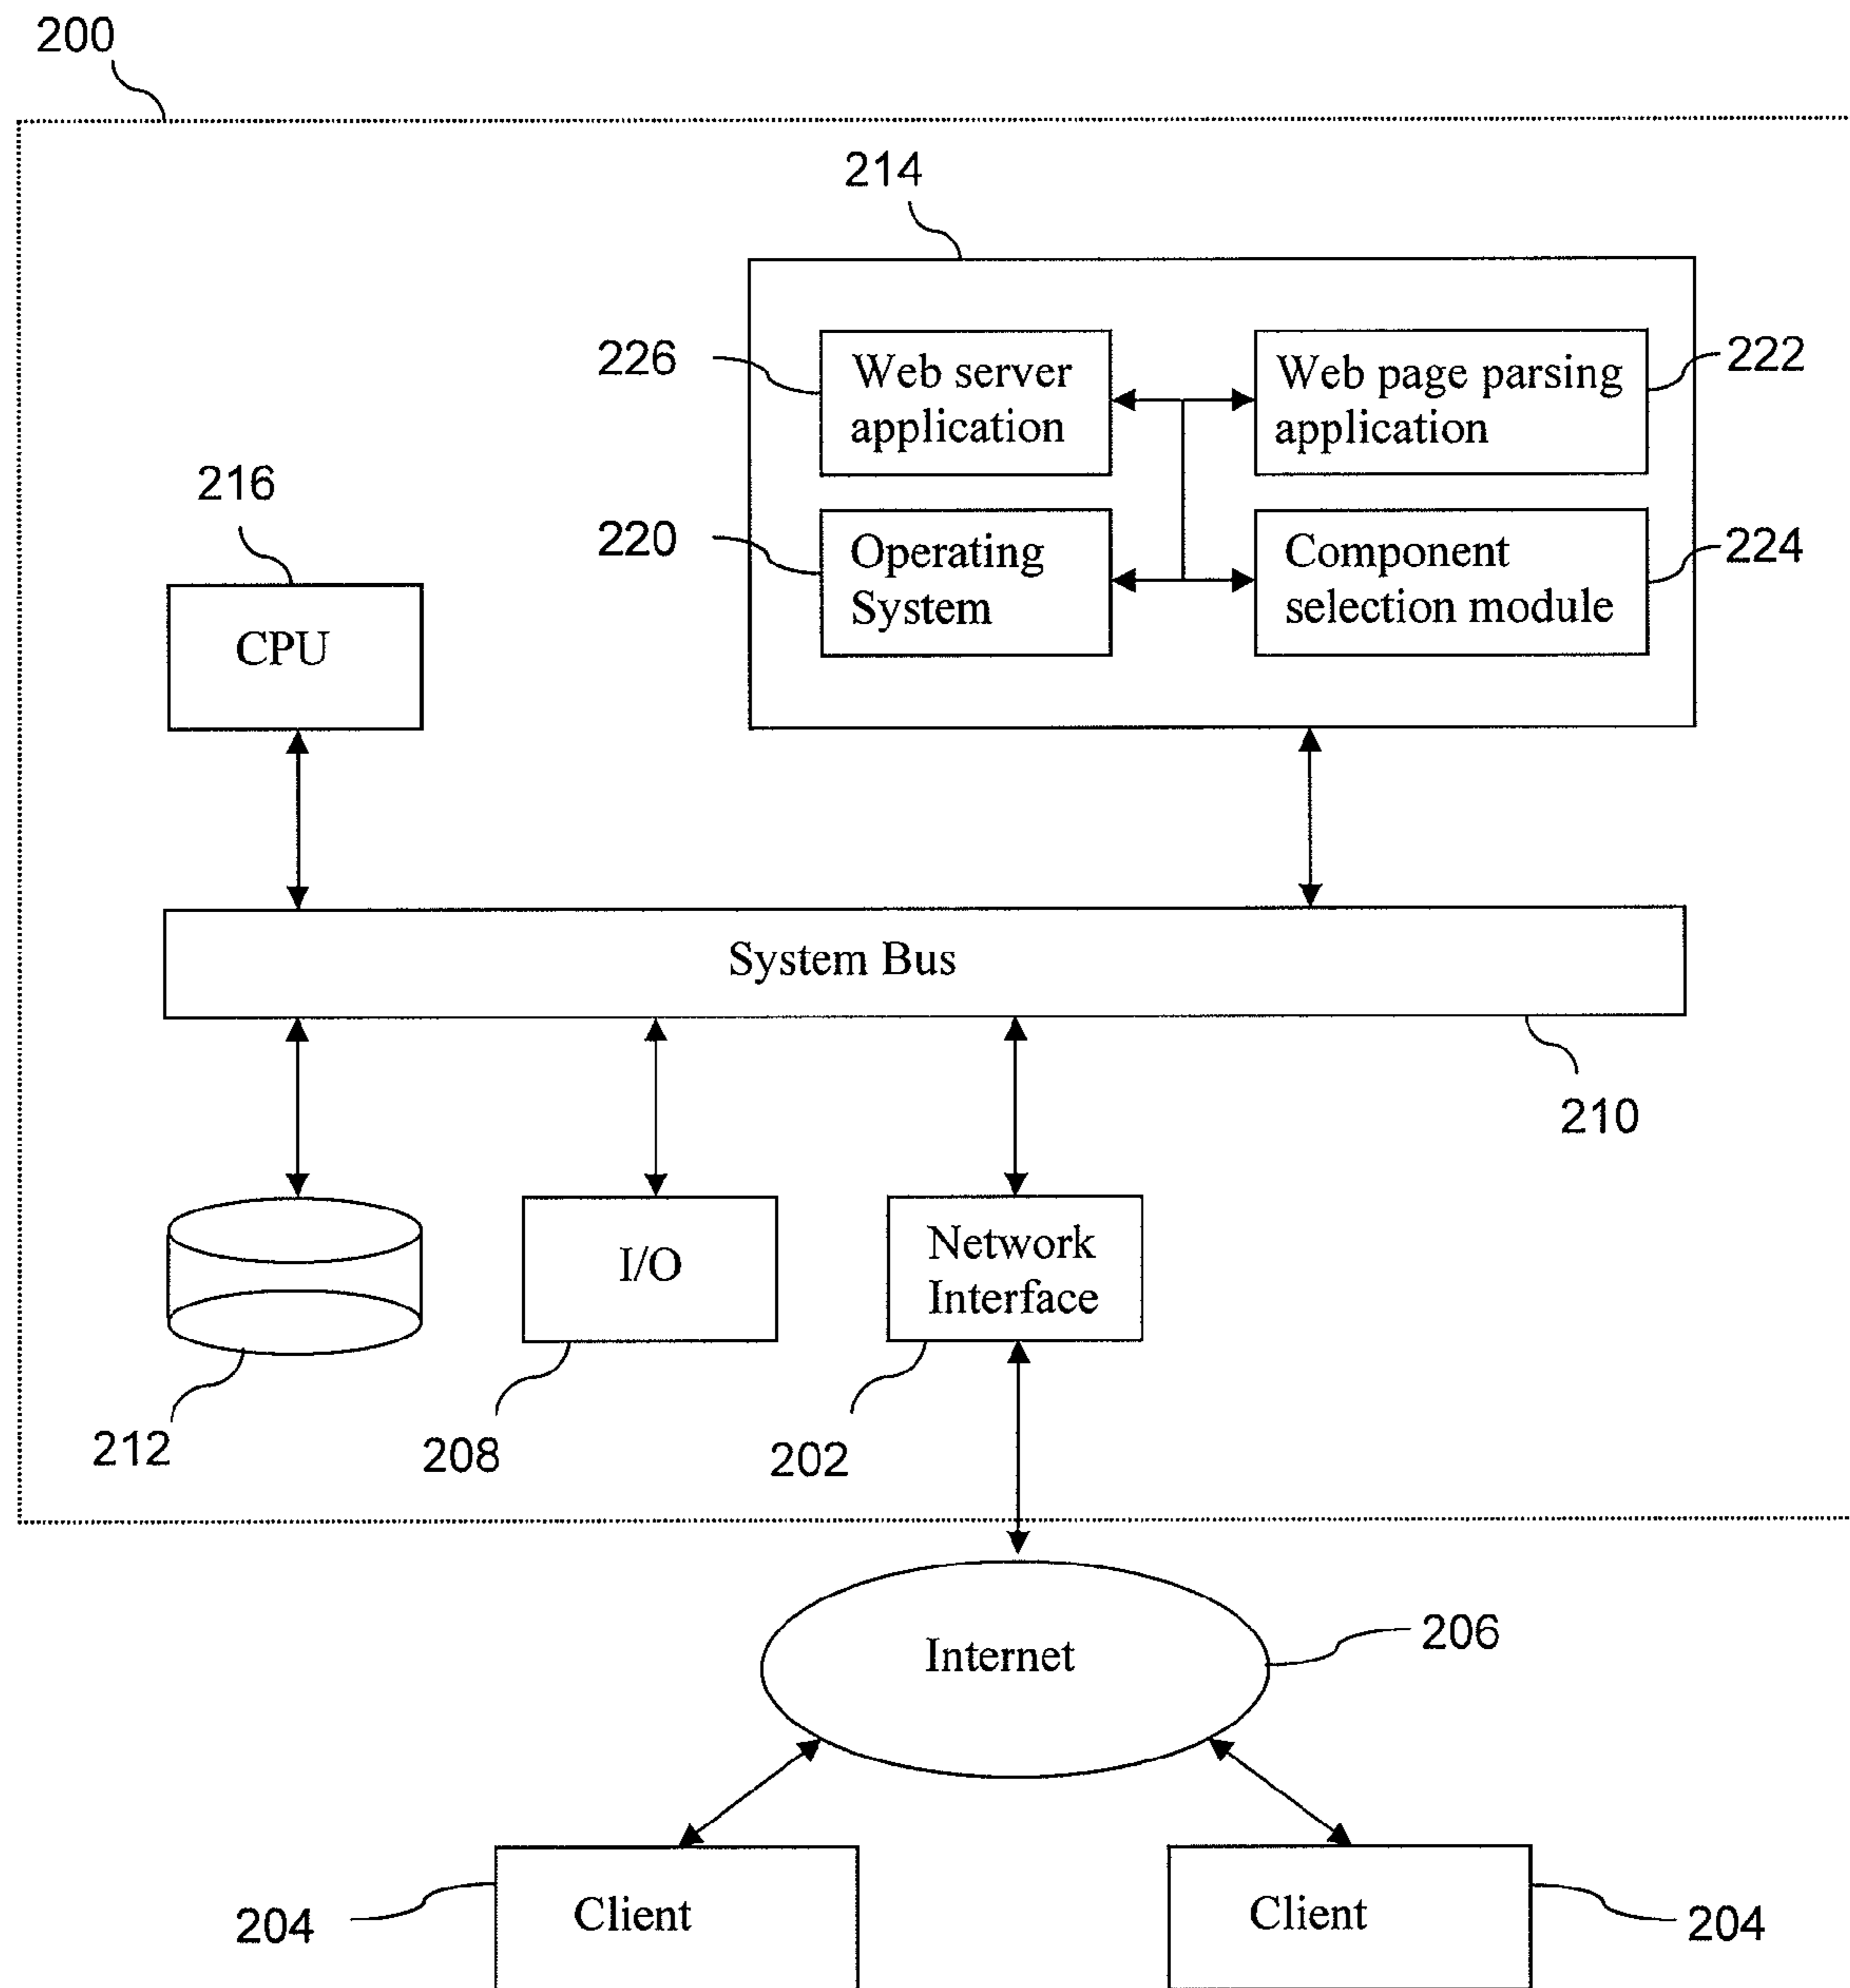 200
214
226
Web server
application
Web page parsing
application
222
216
220
Operating
System
Component
selection module
224
CPU
System Bus
210
I/O
Network
Interface
212
208
202
Internet
206
204
Client
Client
204